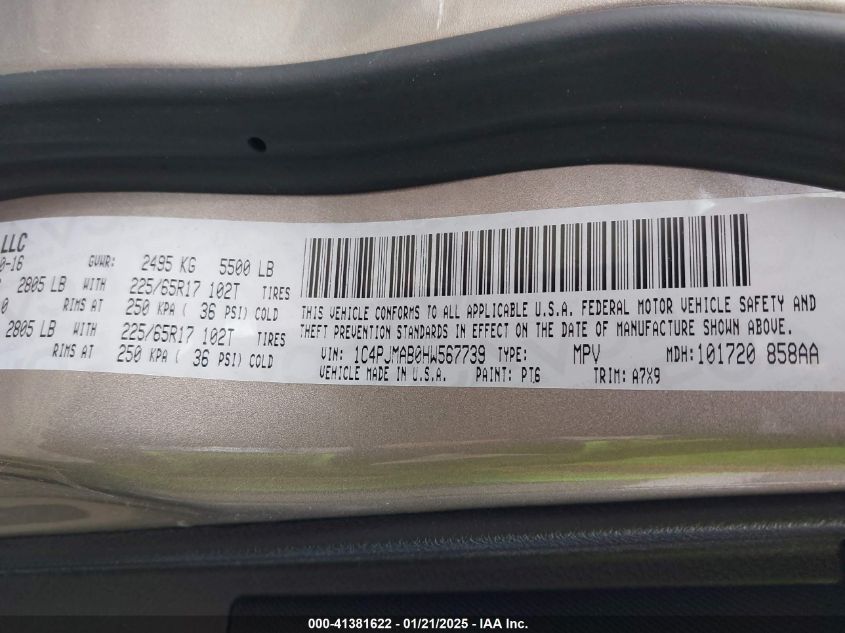 LLC
0-16 GVWR: 2495 KG 5500 LB
2805 LB WITH 225/65R17 102T TIRES
0 RIMS AT 250 KPA ( 36 PSI) COLD
2805 LB WITH 225/65R17 102T TIRES
RIMS AT 250 KPA ( 36 PSI) COLD
THIS VEHICLE CONFORMS TO ALL APPLICABLE U.S.A. FEDERAL MOTOR VEHICLE SAFETY AND
THEFT PREVENTION STANDARDS IN EFFECT ON THE DATE OF MANUFACTURE SHOWN ABOVE.
VIN: 1C4PJMAB0HW567739 TYPE: MPV MDH: 101720 858AA
VEHICLE MADE IN U.S.A. PAINT: PT6 TRIM: A7X9
000-41381622 — 01/21/2025 — IAA Inc.